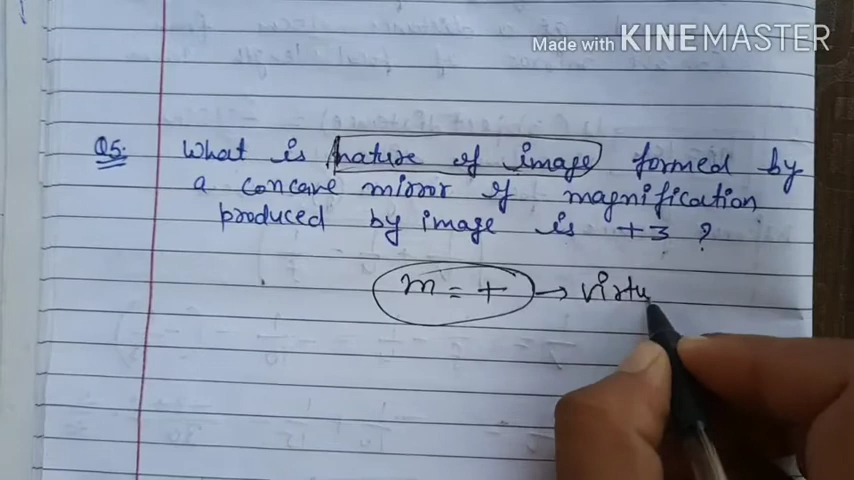 Made with KINEMASTER
Q5. What is nature of image formed by
a concave mirror if magnification
produced by image is +3 ?
m = + → virtu